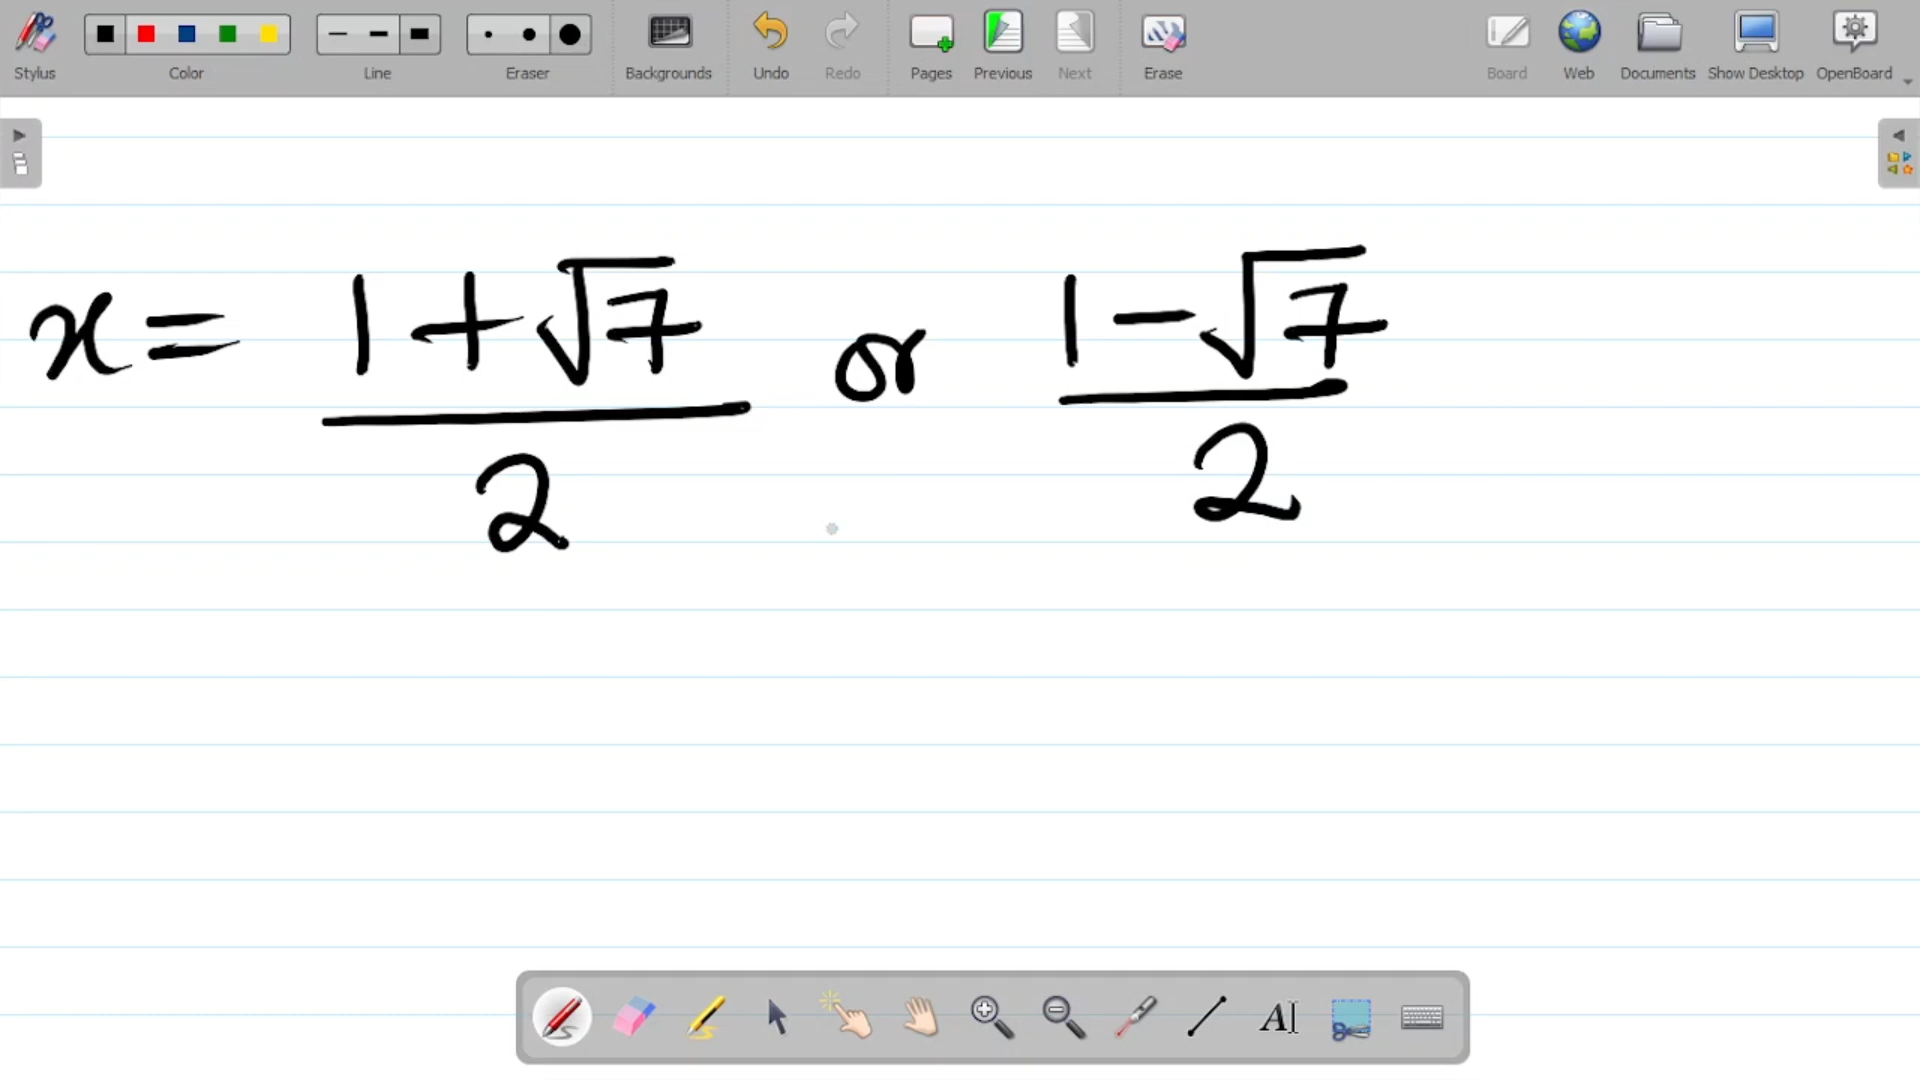 Stylus Color Line Eraser Backgrounds Undo Redo Pages Previous Next Erase Board Web Documents Show Desktop OpenBoard
x = (1+√7)/2 or (1-√7)/2
A